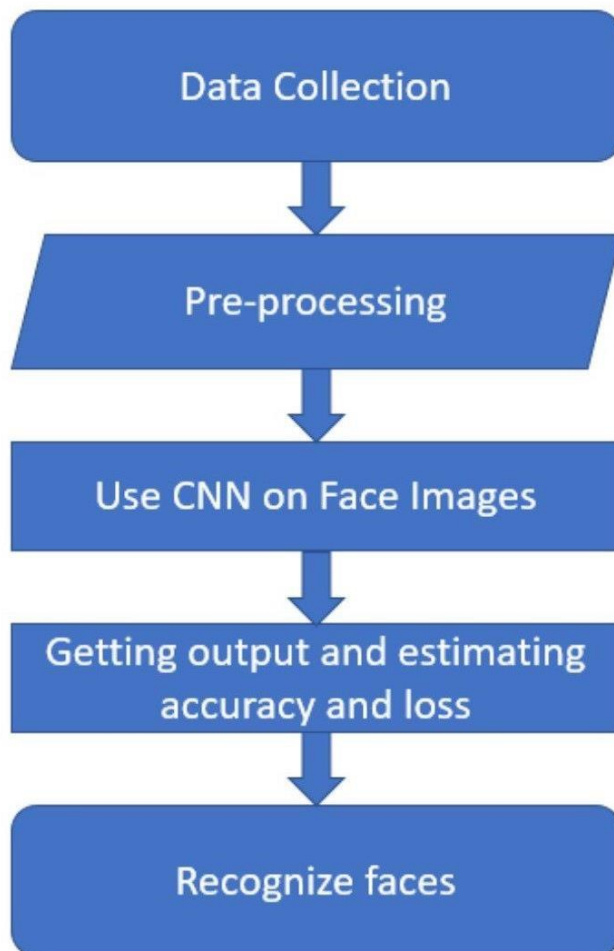 Data Collection
Pre-processing
Use CNN on Face Images
Getting output and estimating
accuracy and loss
Recognize faces